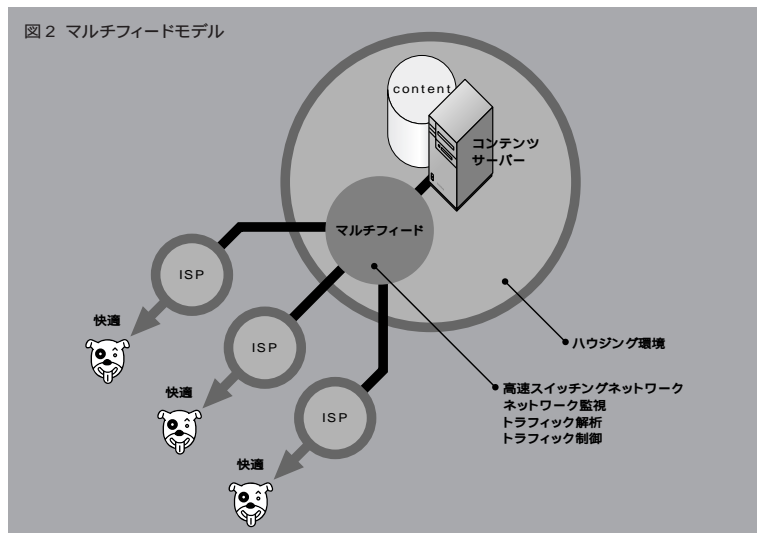 図2 マルチフィードモデル
content
コンテンツ
サーバー
マルチフィード
ISP
快適
ISP
快適
ISP
快適
ハウジング環境
高速スイッチングネットワーク
ネットワーク監視
トラフィック解析
トラフィック制御